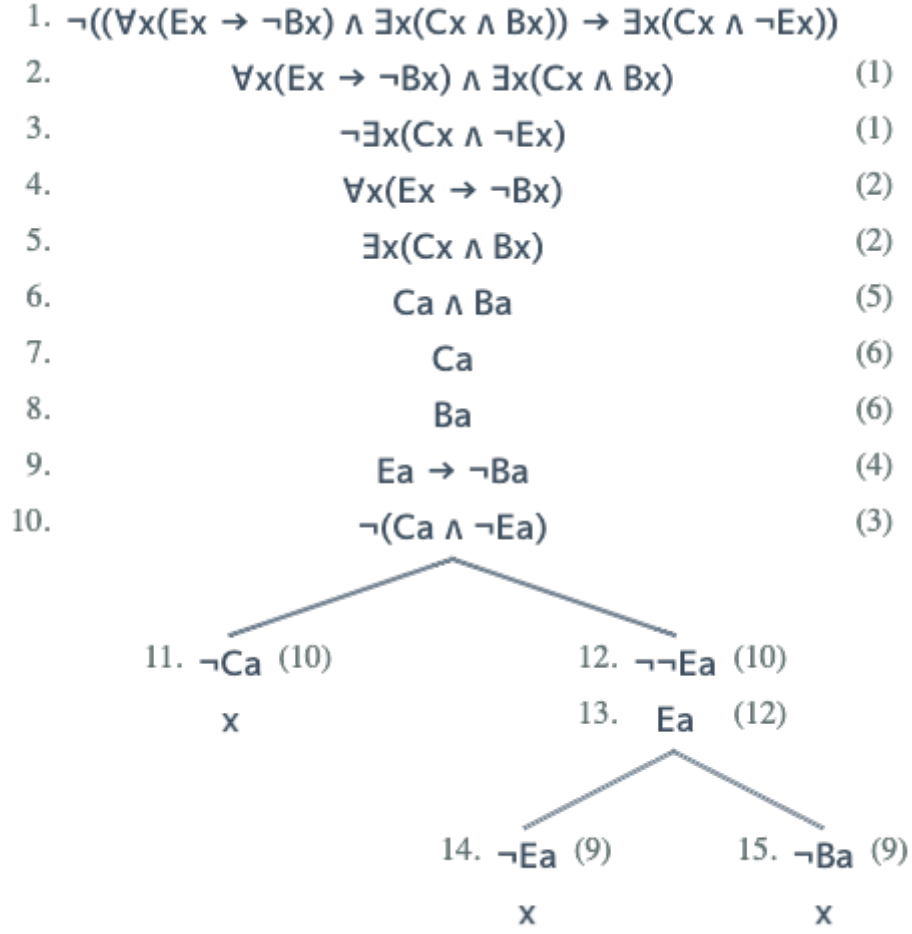 1. ¬((∀x(Ex → ¬Bx) ∧ ∃x(Cx ∧ Bx)) → ∃x(Cx ∧ ¬Ex))
2. ∀x(Ex → ¬Bx) ∧ ∃x(Cx ∧ Bx) (1)
3. ¬∃x(Cx ∧ ¬Ex) (1)
4. ∀x(Ex → ¬Bx) (2)
5. ∃x(Cx ∧ Bx) (2)
6. Ca ∧ Ba (5)
7. Ca (6)
8. Ba (6)
9. Ea → ¬Ba (4)
10. ¬(Ca ∧ ¬Ea) (3)
11. ¬Ca (10) 12. ¬¬Ea (10)
x 13. Ea (12)
14. ¬Ea (9) 15. ¬Ba (9)
x x